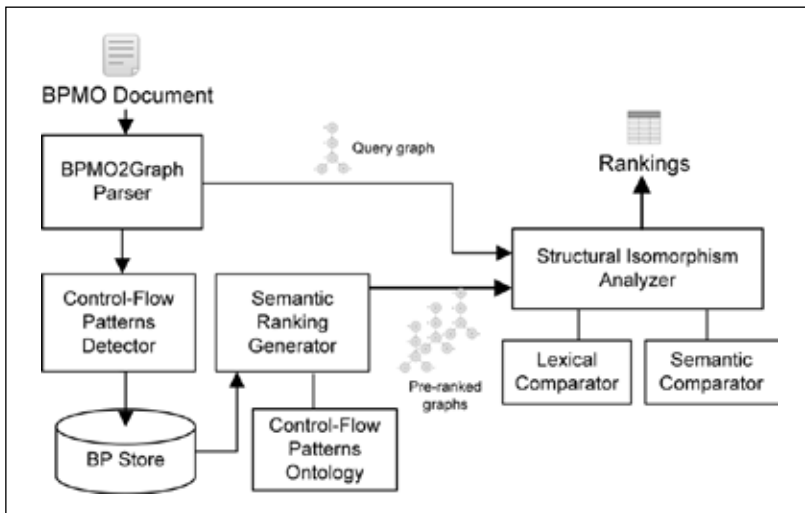 BPMO Document
BPMO2Graph
Parser
Query graph
Rankings
Structural Isomorphism
Analyzer
Control-Flow
Patterns
Detector
Semantic
Ranking
Generator
Pre-ranked
graphs
Lexical
Comparator
Semantic
Comparator
BP Store
Control-Flow
Patterns
Ontology